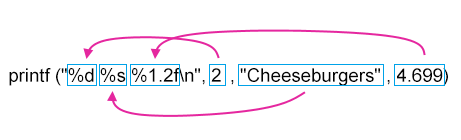 printf ("%d %s %1.2f\n", 2 , "Cheeseburgers" , 4.699)